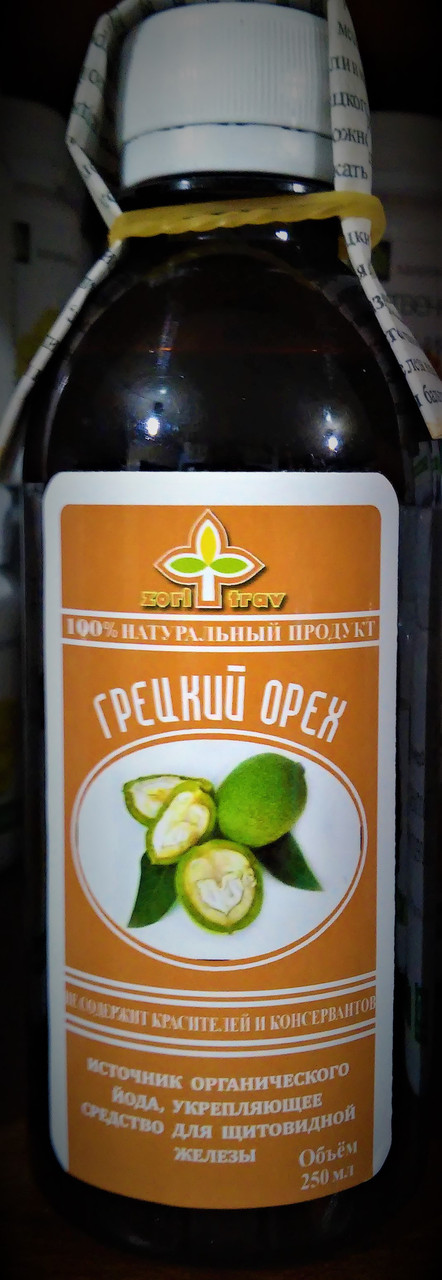 zori trav
100% НАТУРАЛЬНЫЙ ПРОДУКТ
ГРЕЦКИЙ ОРЕХ
НЕ СОДЕРЖИТ КРАСИТЕЛЕЙ И КОНСЕРВАНТОВ
ИСТОЧНИК ОРГАНИЧЕСКОГО
ЙОДА, УКРЕПЛЯЮЩЕЕ
СРЕДСТВО ДЛЯ ЩИТОВИДНОЙ
ЖЕЛЕЗЫ
Объём
250 мл